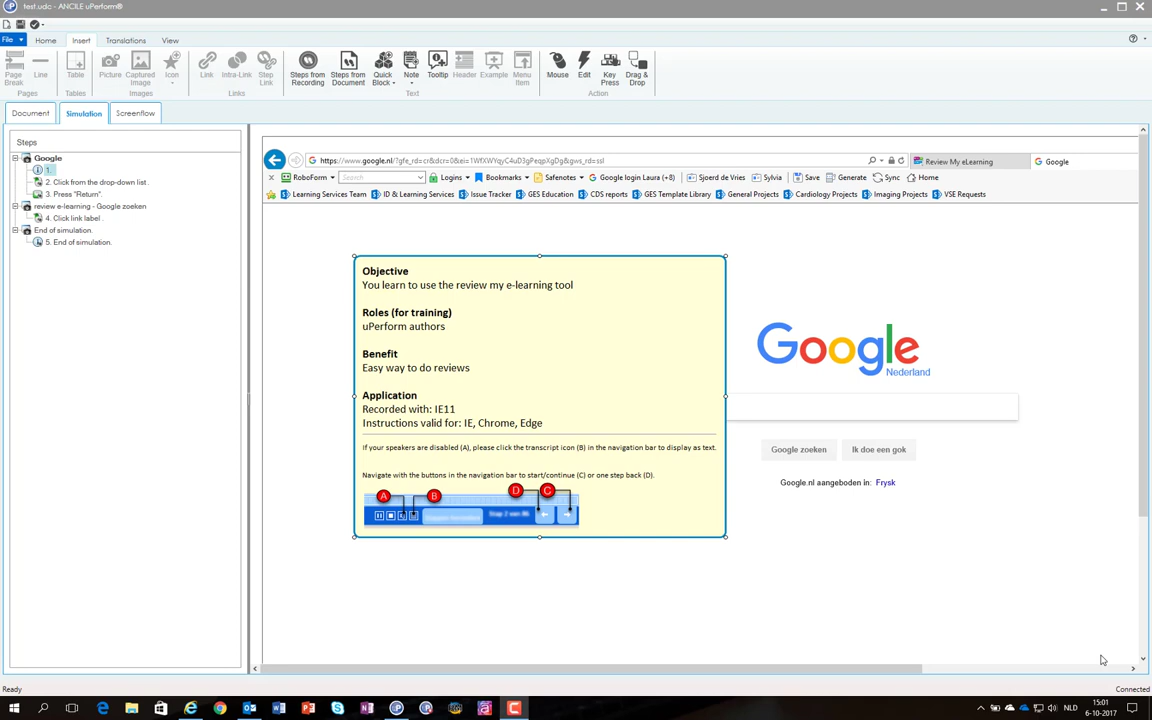 test.udc - ANCILE uPerform®
File Home Insert Translations View
Page Break
Line
Table
Picture
Captured Image
Icon
Link
Intra-Link
Step Link
Steps from Recording
Steps from Document
Quick Block
Note
Tooltip
Header
Example
Menu Item
Mouse
Edit
Key Press
Drag & Drop
Pages Tables Images Links Text Action
Document Simulation Screenflow
Steps
Google
1.
2. Click from the drop-down list .
3. Press "Return".
review e-learning - Google zoeken
4. Click link label .
End of simulation.
5. End of simulation.
Review My eLearning
Google
RoboForm Search Logins Bookmarks Safenotes Google login Laura (+8) Sjoerd de Vries Sylvia Save Generate Sync Home
Learning Services Team ID & Learning Services Issue Tracker CDS reports GES Education GES Template Library General Projects Cardiology Projects Imaging Projects VSE Requests
Objective
You learn to use the review my e-learning tool
Roles (for training)
uPerform authors
Benefit
Easy way to do reviews
Application
Recorded with: IE11
Instructions valid for: IE, Chrome, Edge
If your speakers are disabled (A), please click the transcript icon (B) in the navigation bar to display as text.
Navigate with the buttons in the navigation bar to start/continue (C) or one step back (D).
A B D C
Google
Nederland
Google zoeken
Ik doe een gok
Google.nl aangeboden in: Frysk
Ready
Connected
NLD
15:01
6-10-2017